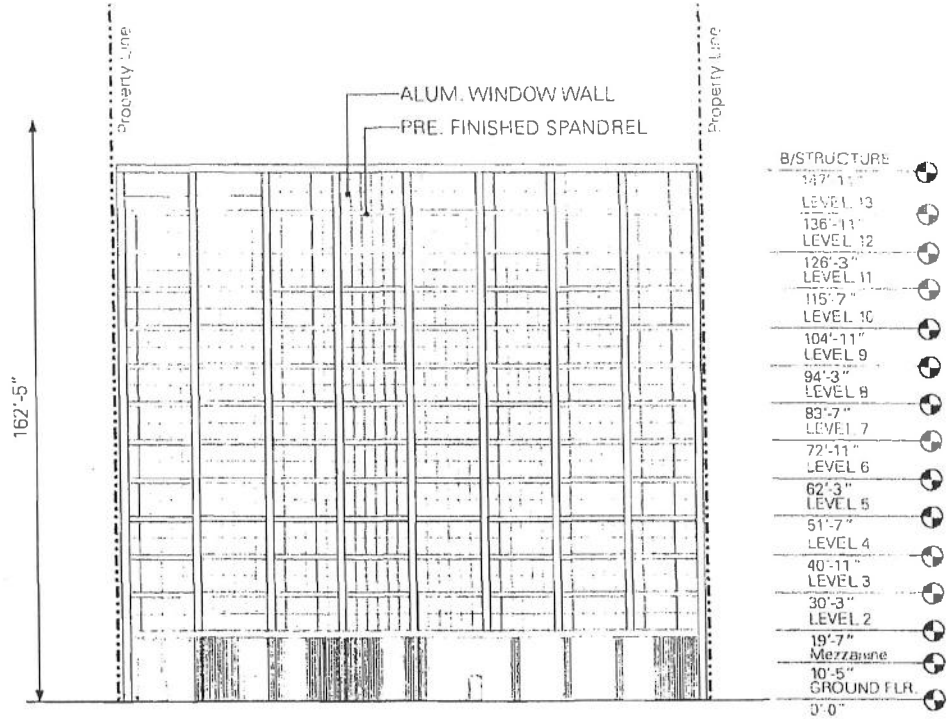 Property Line
Property Line
ALUM. WINDOW WALL
PRE. FINISHED SPANDREL
162'-5"
B/STRUCTURE
147'-11"
LEVEL 13
136'-11"
LEVEL 12
126'-3"
LEVEL 11
115'-7"
LEVEL 10
104'-11"
LEVEL 9
94'-3"
LEVEL 8
83'-7"
LEVEL 7
72'-11"
LEVEL 6
62'-3"
LEVEL 5
51'-7"
LEVEL 4
40'-11"
LEVEL 3
30'-3"
LEVEL 2
19'-7"
Mezzanine
10'-5"
GROUND FLR.
0'-0"